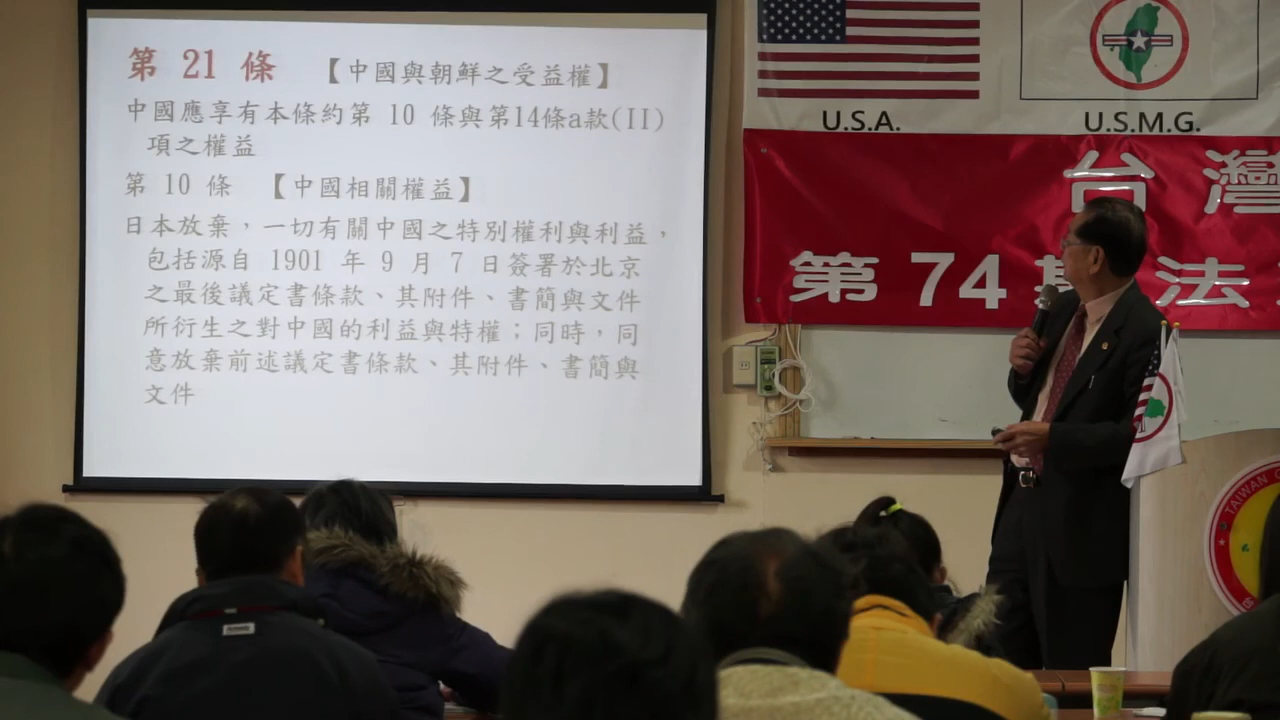 第 21 條 【中國與朝鮮之受益權】
中國應享有本條約第 10 條與第14條a款(II)
項之權益
第 10 條 【中國相關權益】
日本放棄，一切有關中國之特別權利與利益，
包括源自 1901 年 9 月 7 日簽署於北京
之最後議定書條款、其附件、書簡與文件
所衍生之對中國的利益與特權；同時，同
意放棄前述議定書條款、其附件、書簡與
文件
U.S.A.
U.S.M.G.
台灣
第74基法
TAIWAN